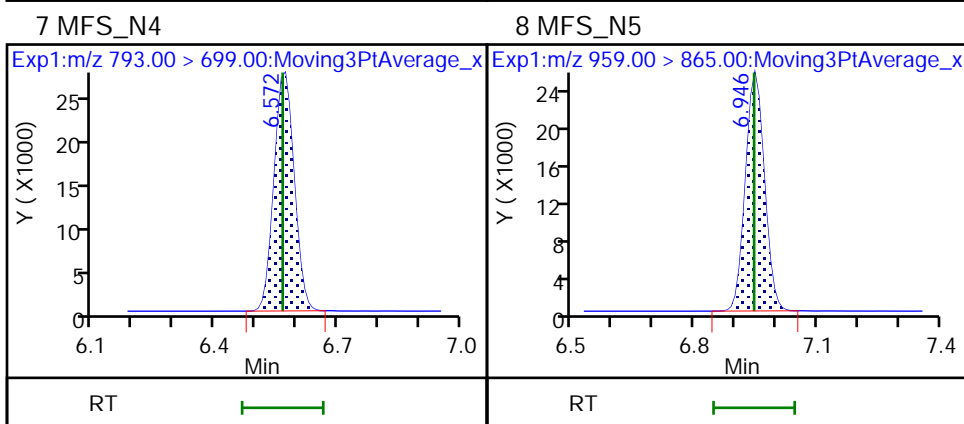 7 MFS_N4
Exp1:m/z 793.00 > 699.00:Moving3PtAverage_x
6.572
Y ( X1000)
25
20
15
10
5
0
6.1 6.4 6.7 7.0
Min
RT
8 MFS_N5
Exp1:m/z 959.00 > 865.00:Moving3PtAverage_x
6.946
Y ( X1000)
24
20
16
12
8
4
0
6.5 6.8 7.1 7.4
Min
RT